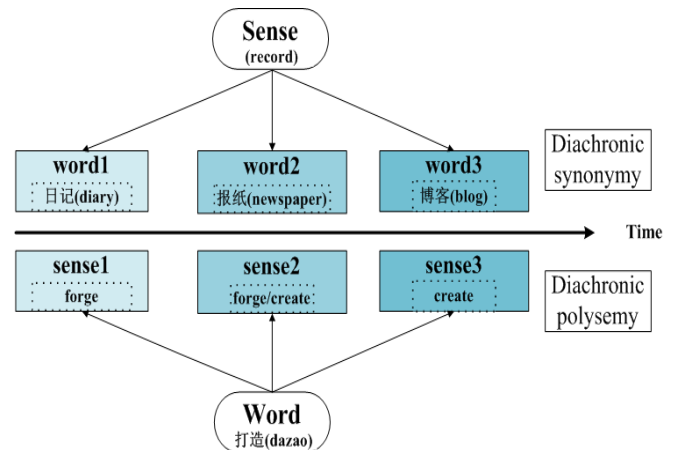 Sense
(record)
word1
日记(diary)
word2
报纸(newspaper)
word3
博客(blog)
Diachronic
synonymy
Time
sense1
forge
sense2
forge/create
sense3
create
Diachronic
polysemy
Word
打造(dazao)